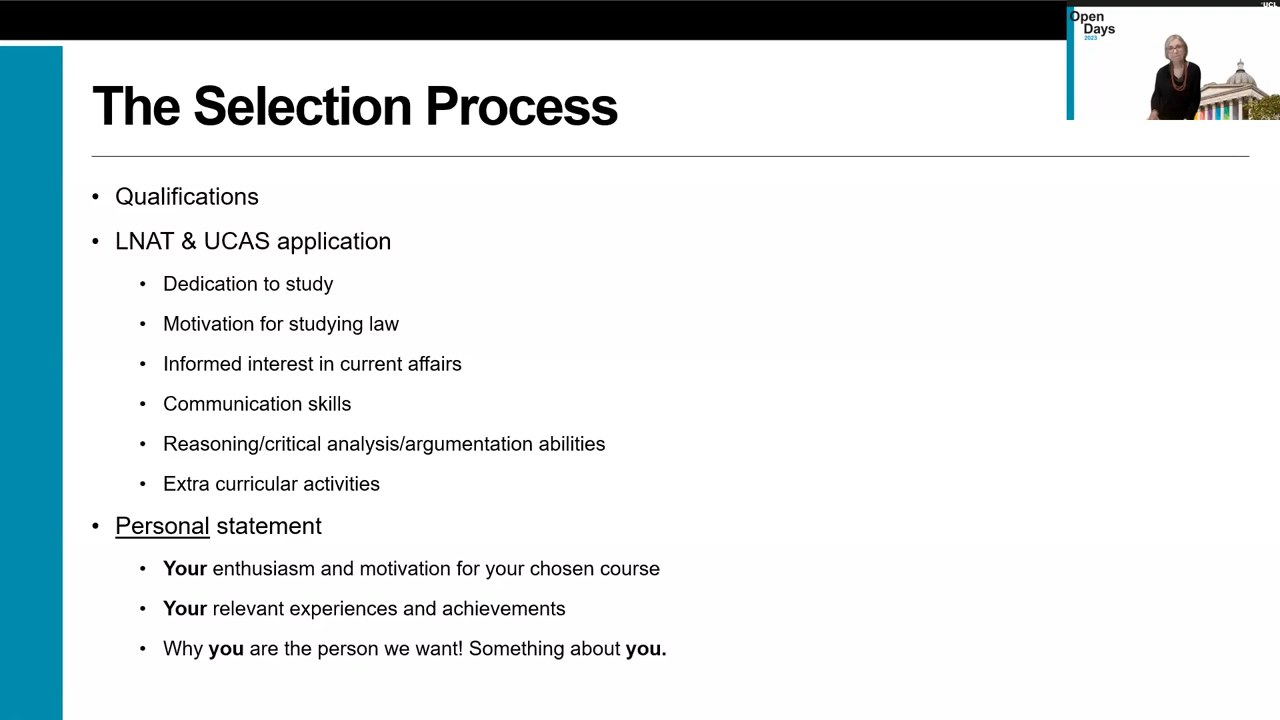 UCL
Open
Days
2023
The Selection Process
• Qualifications
• LNAT & UCAS application
• Dedication to study
• Motivation for studying law
• Informed interest in current affairs
• Communication skills
• Reasoning/critical analysis/argumentation abilities
• Extra curricular activities
• Personal statement
• Your enthusiasm and motivation for your chosen course
• Your relevant experiences and achievements
• Why you are the person we want! Something about you.